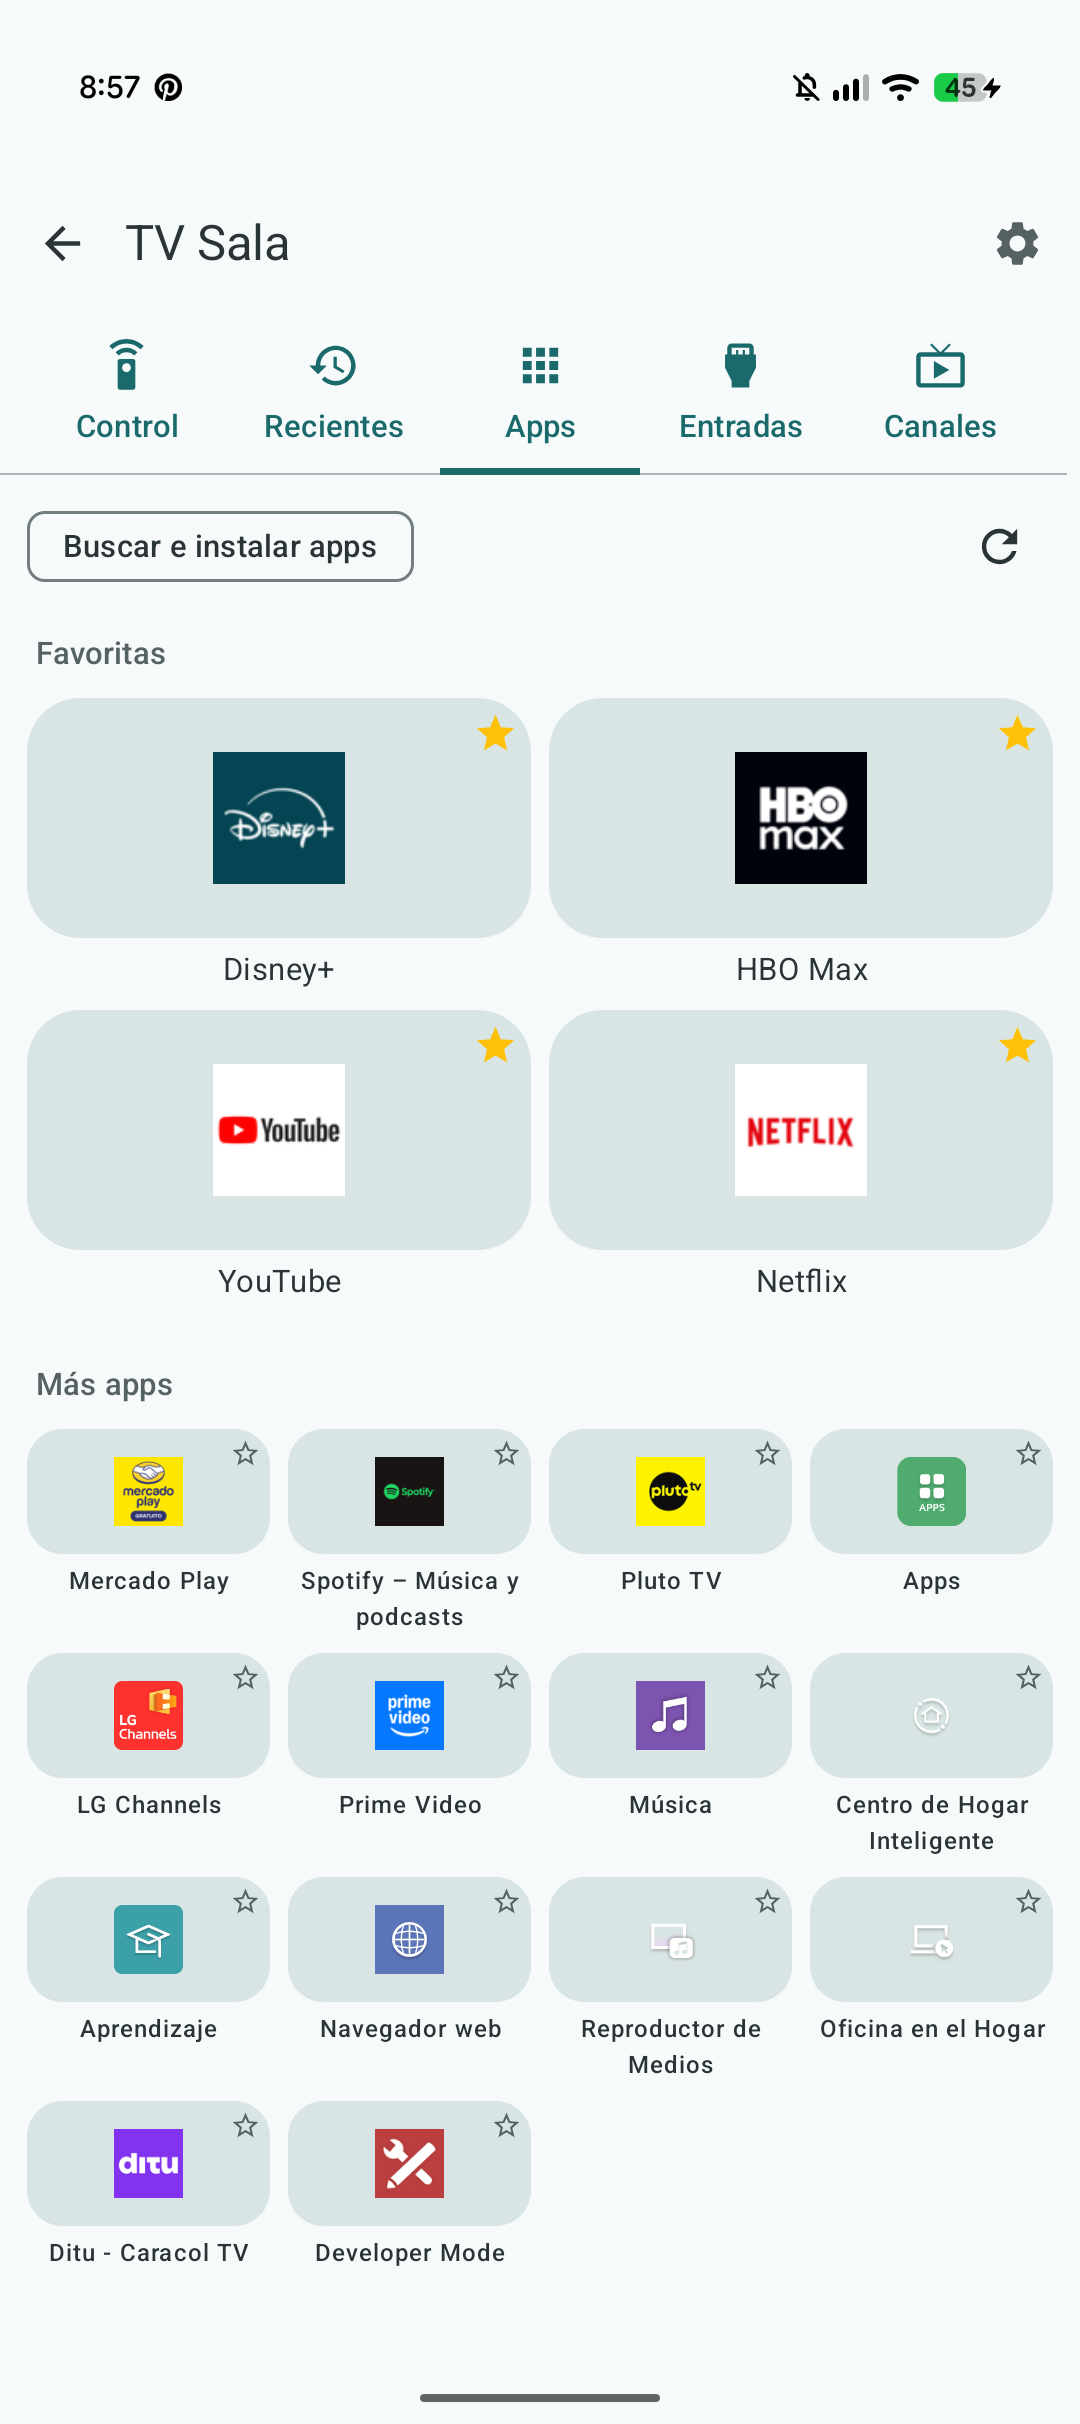 8:57
45
TV Sala
Control
Recientes
Apps
Entradas
Canales
Buscar e instalar apps
Favoritas
Disney+
HBO
max
Disney+
HBO Max
YouTube
NETFLIX
YouTube
Netflix
Más apps
mercado
play
GRATUITO
Spotify
pluto tv
APPS
Mercado Play
Spotify – Música y
podcasts
Pluto TV
Apps
LG
Channels
prime
video
LG Channels
Prime Video
Música
Centro de Hogar
Inteligente
Aprendizaje
Navegador web
Reproductor de
Medios
Oficina en el Hogar
ditu
Ditu - Caracol TV
Developer Mode